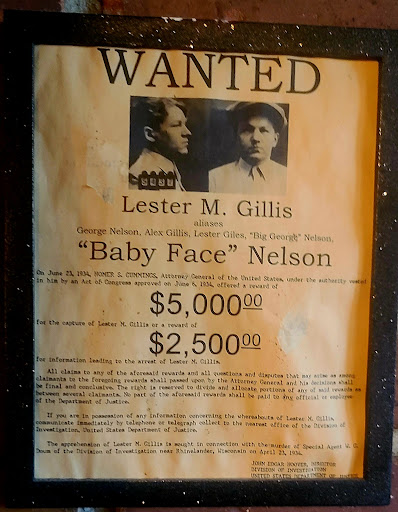 WANTED
5437
Lester M. Gillis
aliases
George Nelson, Alex Gillis, Lester Giles, "Big George" Nelson,
"Baby Face" Nelson
On June 23, 1934, HOMER S. CUMMINGS, Attorney General of the United States, under the authority vested
in him by an Act of Congress approved on June 6, 1934, offered a reward of
$5,000.00
for the capture of Lester M. Gillis or a reward of
$2,500.00
for information leading to the arrest of Lester M. Gillis.
All claims to any of the aforesaid rewards and all questions and disputes that may arise as among
claimants to the foregoing rewards shall be passed upon by the Attorney General and his decisions shall
be final and conclusive. The right is reserved to divide and allocate portions of any of said rewards as
between several claimants. No part of the aforesaid rewards shall be paid to any official or employee
of the Department of Justice.
If you are in possession of any information concerning the whereabouts of Lester M. Gillis,
communicate immediately by telephone or telegraph collect to the nearest office of the Division of
Investigation, United States Department of Justice.
The apprehension of Lester M. Gillis is sought in connection with the murder of Special Agent W. C.
Baum of the Division of Investigation near Rhinelander, Wisconsin on April 23, 1934.
JOHN EDGAR HOOVER, DIRECTOR
DIVISION OF INVESTIGATION
UNITED STATES DEPARTMENT OF JUSTICE